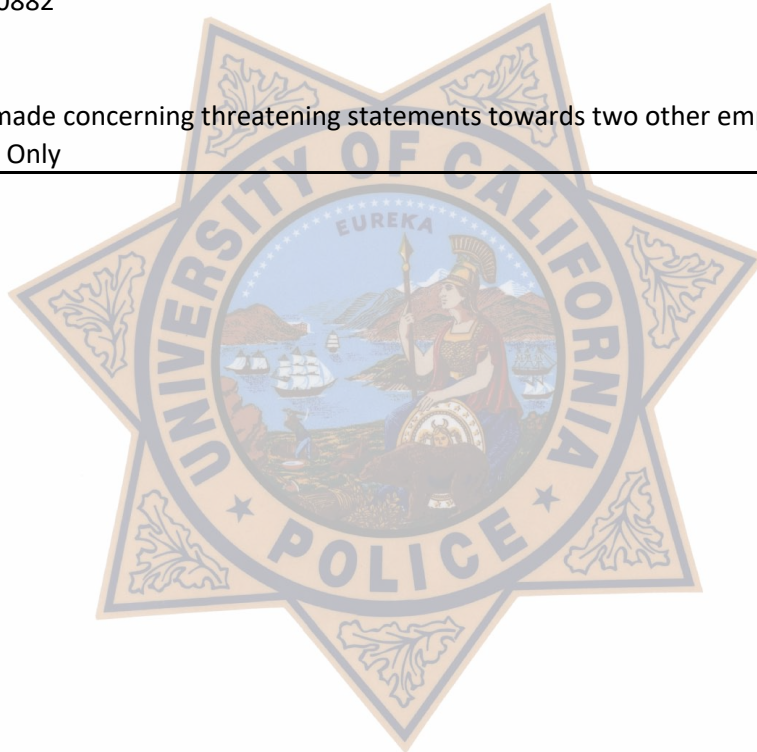 0882
made concerning threatening statements towards two other emp
Only
UNIVERSITY OF CALIFORNIA
EUREKA
POLICE